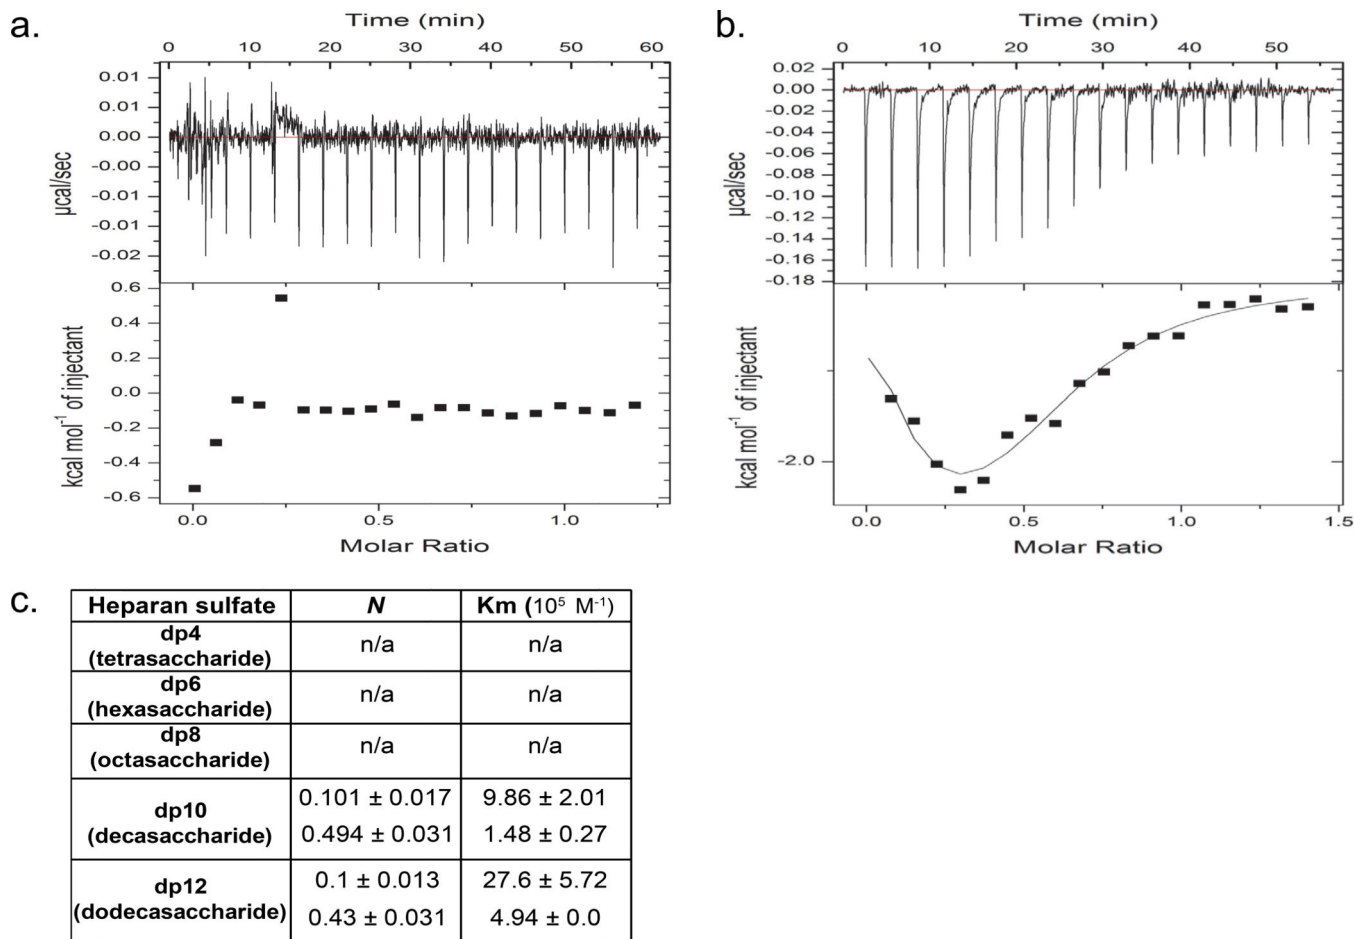 a.
Time (min)
0 10 10 20 30 40 50 60
0.01
0.01
0.00
-0.00
-0.01
-0.01
-0.02
µcal/sec
0.6
0.4
0.2
0.0
-0.2
-0.4
-0.6
kcal mol⁻¹ of injectant
0.0 0.5 1.0
Molar Ratio
b.
Time (min)
0 10 20 30 40 50
0.02
0.00
-0.02
-0.04
-0.06
-0.08
-0.10
-0.12
-0.14
-0.16
-0.18
µcal/sec
-2.0
kcal mol⁻¹ of injectant
0.0 0.5 1.0 1.5
Molar Ratio
c.
Heparan sulfate N Km (10⁵ M⁻¹)
dp4
(tetrasaccharide) n/a n/a
dp6
(hexasaccharide) n/a n/a
dp8
(octasaccharide) n/a n/a
dp10
(decasaccharide)
0.101 ± 0.017 9.86 ± 2.01
0.494 ± 0.031 1.48 ± 0.27
dp12
(dodecasaccharide)
0.1 ± 0.013 27.6 ± 5.72
0.43 ± 0.031 4.94 ± 0.0